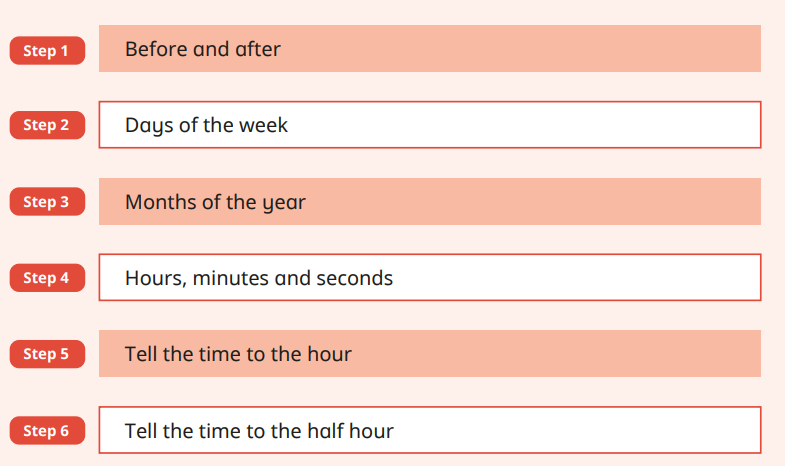 Step 1 Before and after
Step 2 Days of the week
Step 3 Months of the year
Step 4 Hours, minutes and seconds
Step 5 Tell the time to the hour
Step 6 Tell the time to the half hour